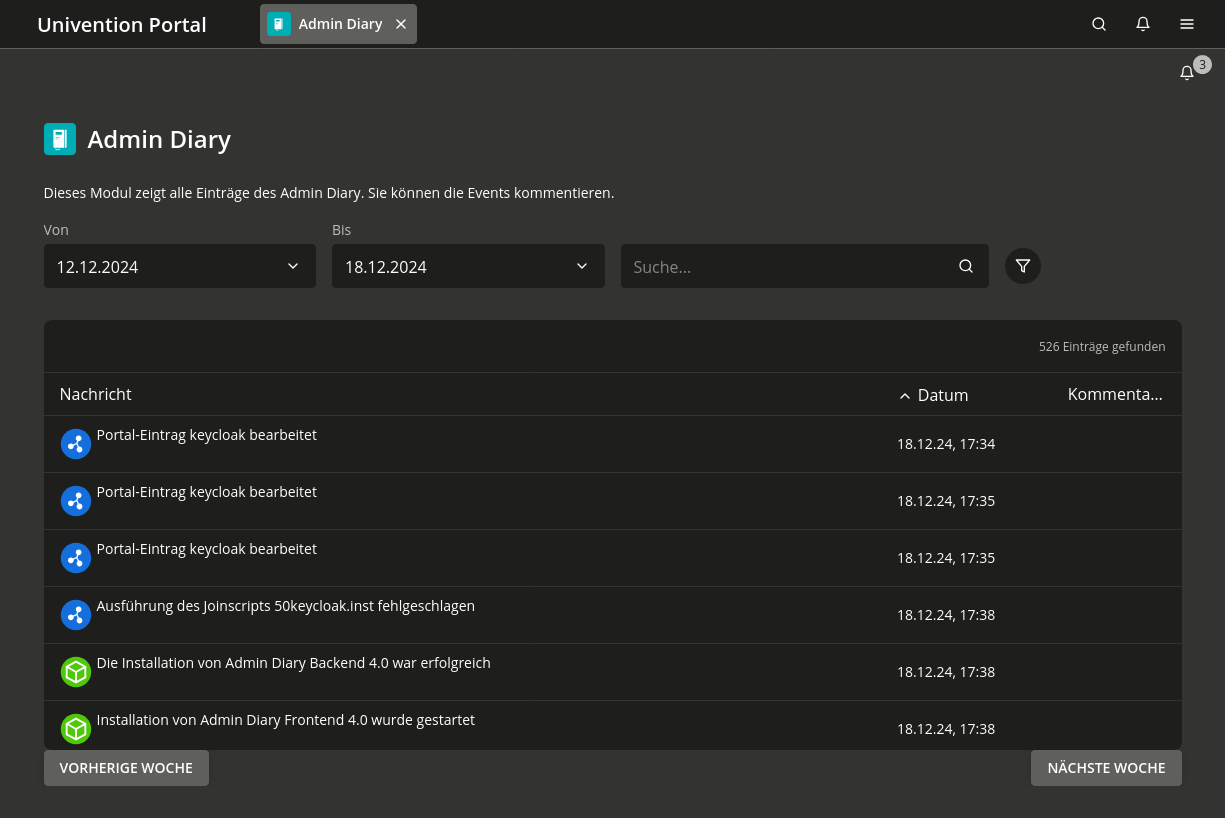 Univention Portal
Admin Diary
3
Admin Diary
Dieses Modul zeigt alle Einträge des Admin Diary. Sie können die Events kommentieren.
Von Bis
12.12.2024 18.12.2024 Suche...
526 Einträge gefunden
Nachricht Datum Kommenta...
Portal-Eintrag keycloak bearbeitet 18.12.24, 17:34
Portal-Eintrag keycloak bearbeitet 18.12.24, 17:35
Portal-Eintrag keycloak bearbeitet 18.12.24, 17:35
Ausführung des Joinscripts 50keycloak.inst fehlgeschlagen 18.12.24, 17:38
Die Installation von Admin Diary Backend 4.0 war erfolgreich 18.12.24, 17:38
Installation von Admin Diary Frontend 4.0 wurde gestartet 18.12.24, 17:38
VORHERIGE WOCHE NÄCHSTE WOCHE